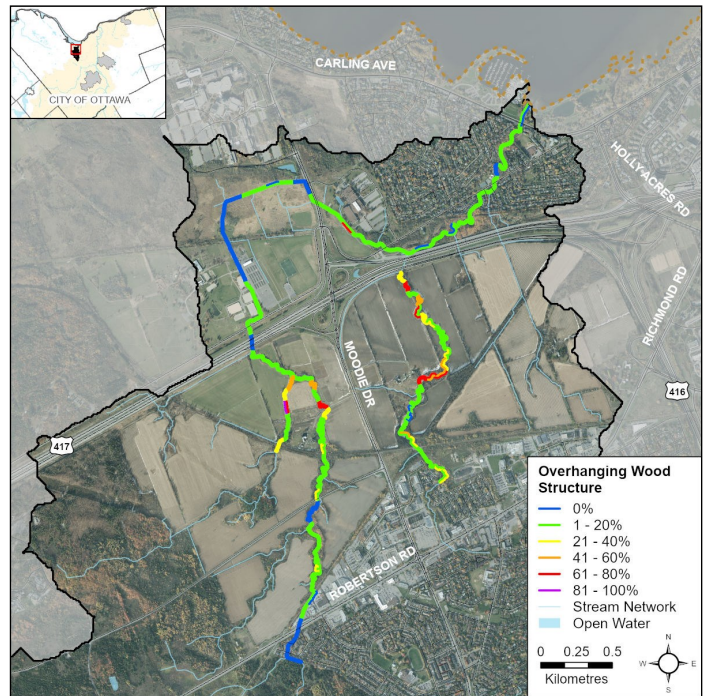 CITY OF OTTAWA
CARLING AVE
HOLLY ACRES RD
RICHMOND RD
MOODIE DR
416
417
ROBERTSON RD
Overhanging Wood
Structure
0%
1 - 20%
21 - 40%
41 - 60%
61 - 80%
81 - 100%
Stream Network
Open Water
0 0.25 0.5
Kilometres
N
W E
S